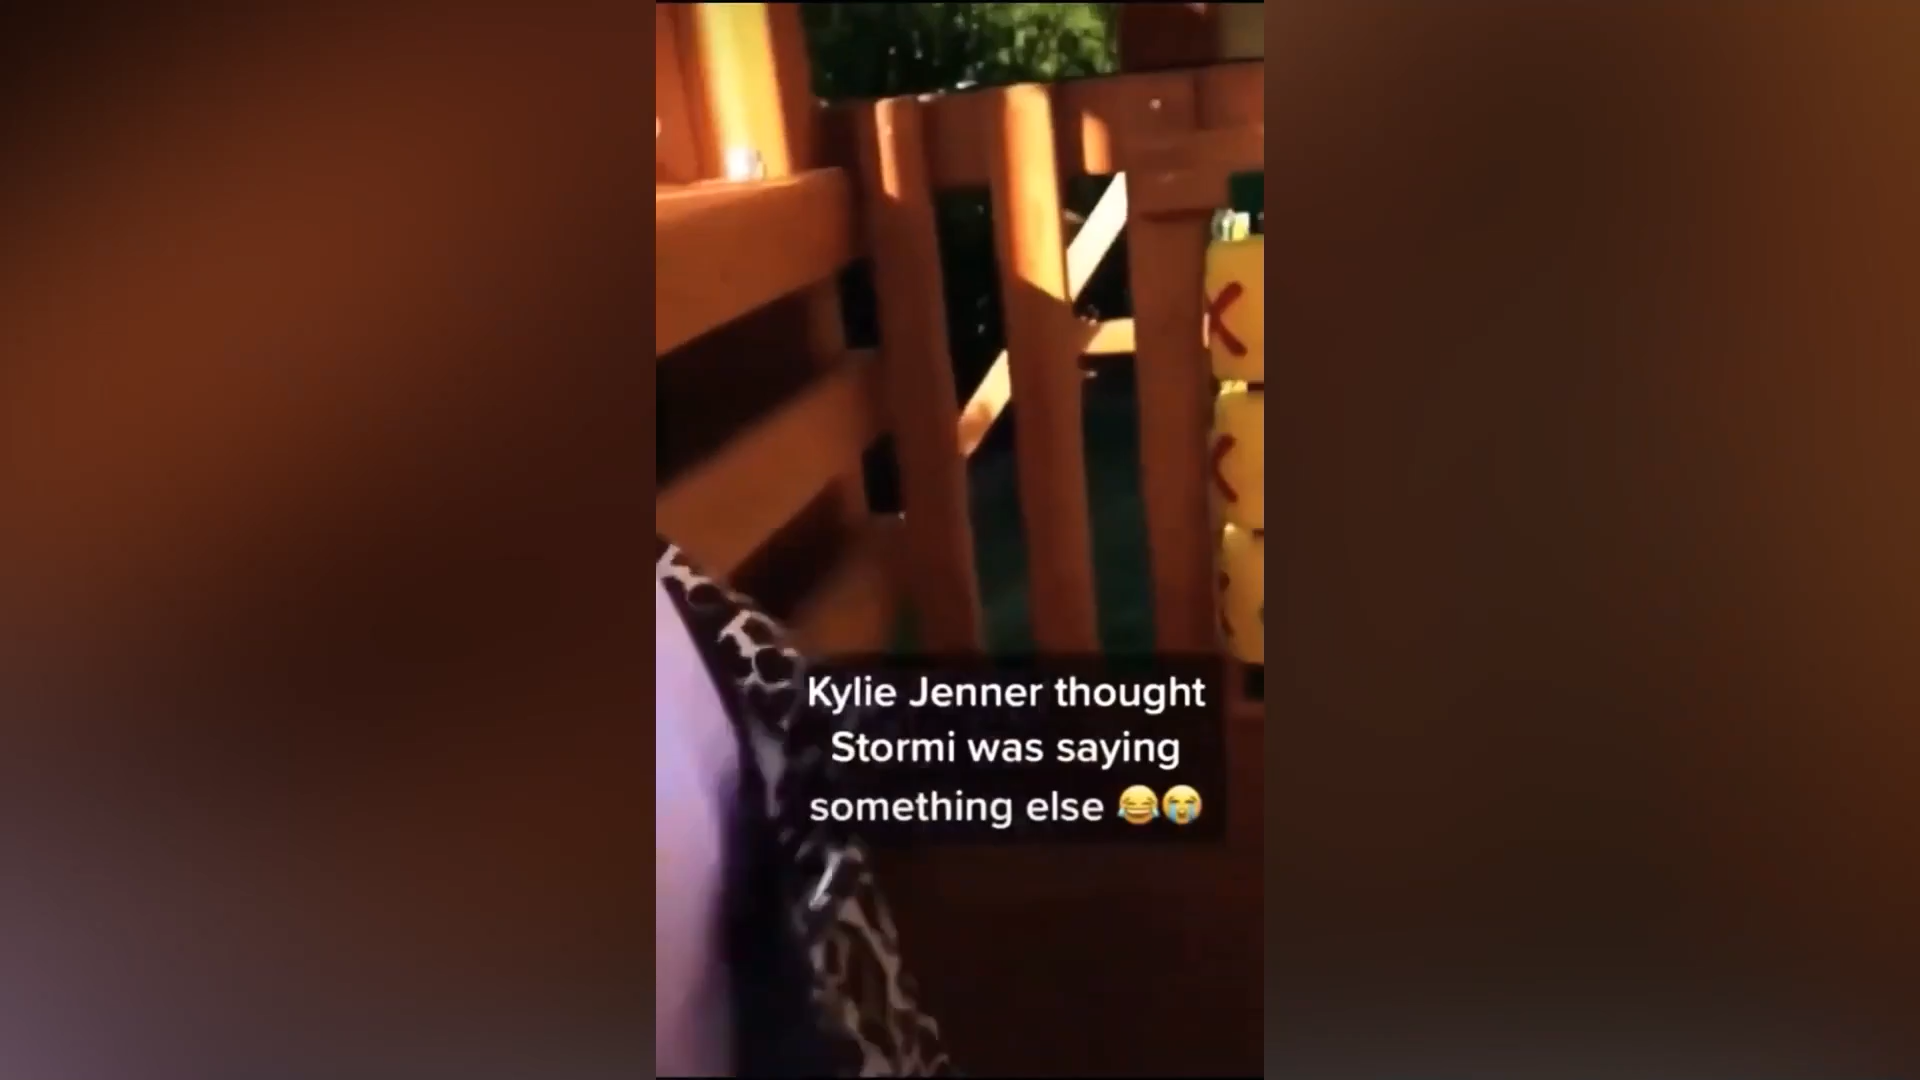 X
X
Kylie Jenner thought
Stormi was saying
something else 😂😭